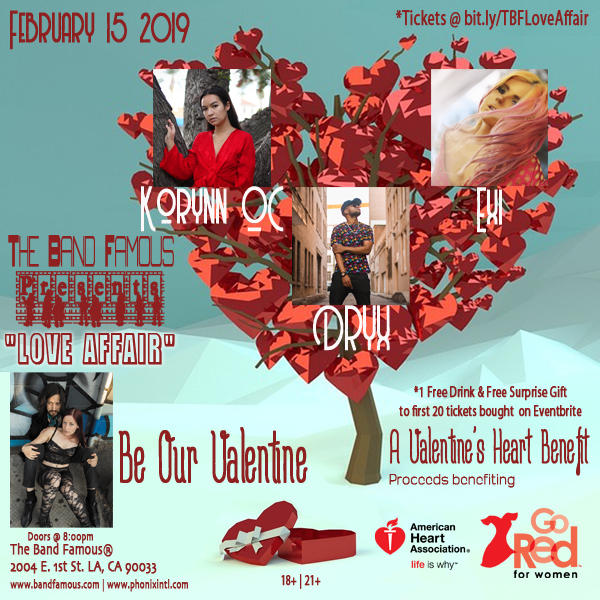 February 15 2019
*Tickets @ bit.ly/TBFLoveAffair
Korynn OC
Exi
Dryx
The Band Famous
Presents
"LOVE AFFAIR"
*1 Free Drink & Free Surprise Gift
to first 20 tickets bought on Eventbrite
Be Our Valentine
A Valentine's Heart Benefit
Proceeds benefiting
Doors @ 8:00pm
The Band Famous®
2004 E. 1st St. LA, CA 90033
www.bandfamous.com | www.phonixintl.com
18+ | 21+
American
Heart
Association®
life is why™
Go
Red™
for women